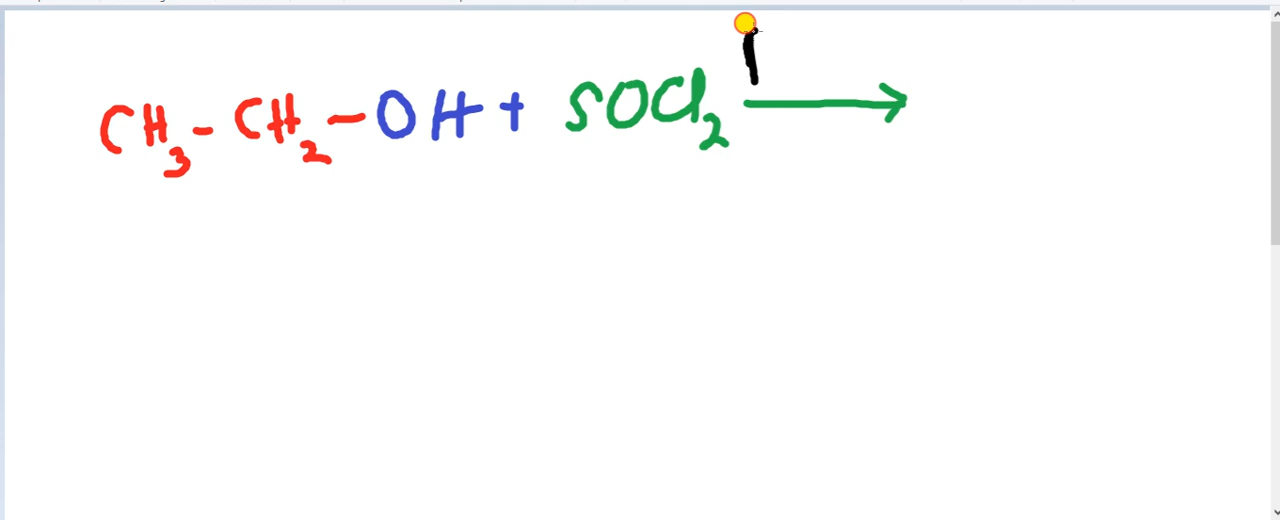 CH₃-CH₂-OH + SOCl₂ →